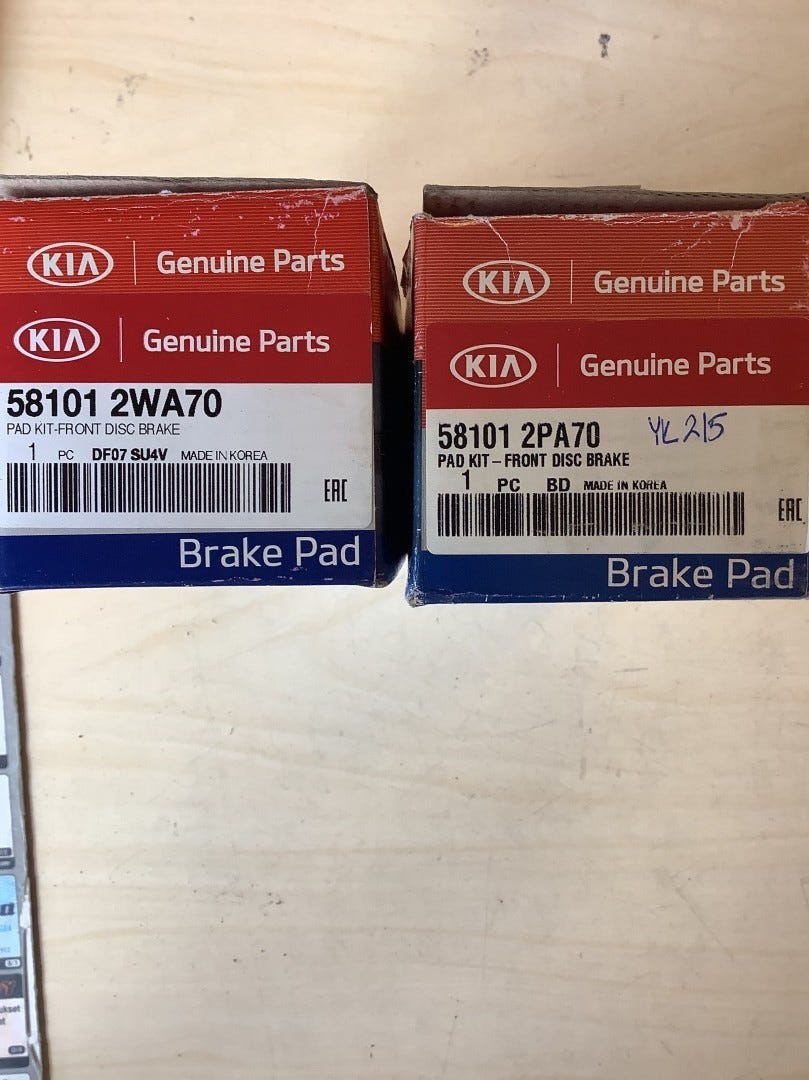 KIA Genuine Parts
KIA Genuine Parts
58101 2WA70
PAD KIT-FRONT DISC BRAKE
1 PC DF07 SU4V MADE IN KOREA
EAC
Brake Pad
KIA Genuine Parts
KIA Genuine Parts
58101 2PA70 YL215
PAD KIT – FRONT DISC BRAKE
1 PC BD MADE IN KOREA
EAC
Brake Pad